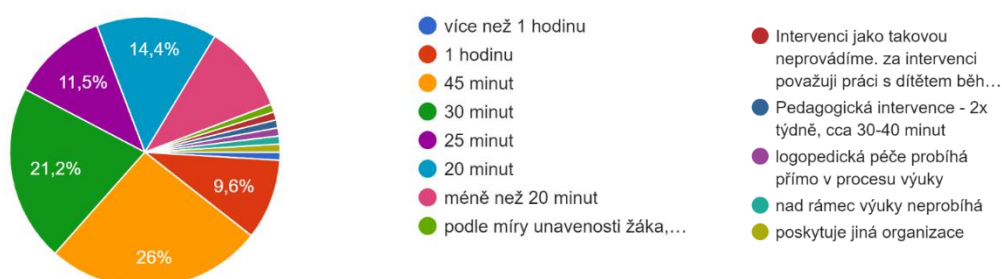 14,4%
11,5%
21,2%
9,6%
26%
více než 1 hodinu
1 hodinu
45 minut
30 minut
25 minut
20 minut
méně než 20 minut
podle míry unavenosti žáka,…
Intervenci jako takovou
neprovádíme. za intervenci
považuji práci s dítětem běh…
Pedagogická intervence - 2x
týdně, cca 30-40 minut
logopedická péče probíhá
přímo v procesu výuky
nad rámec výuky neprobíhá
poskytuje jiná organizace